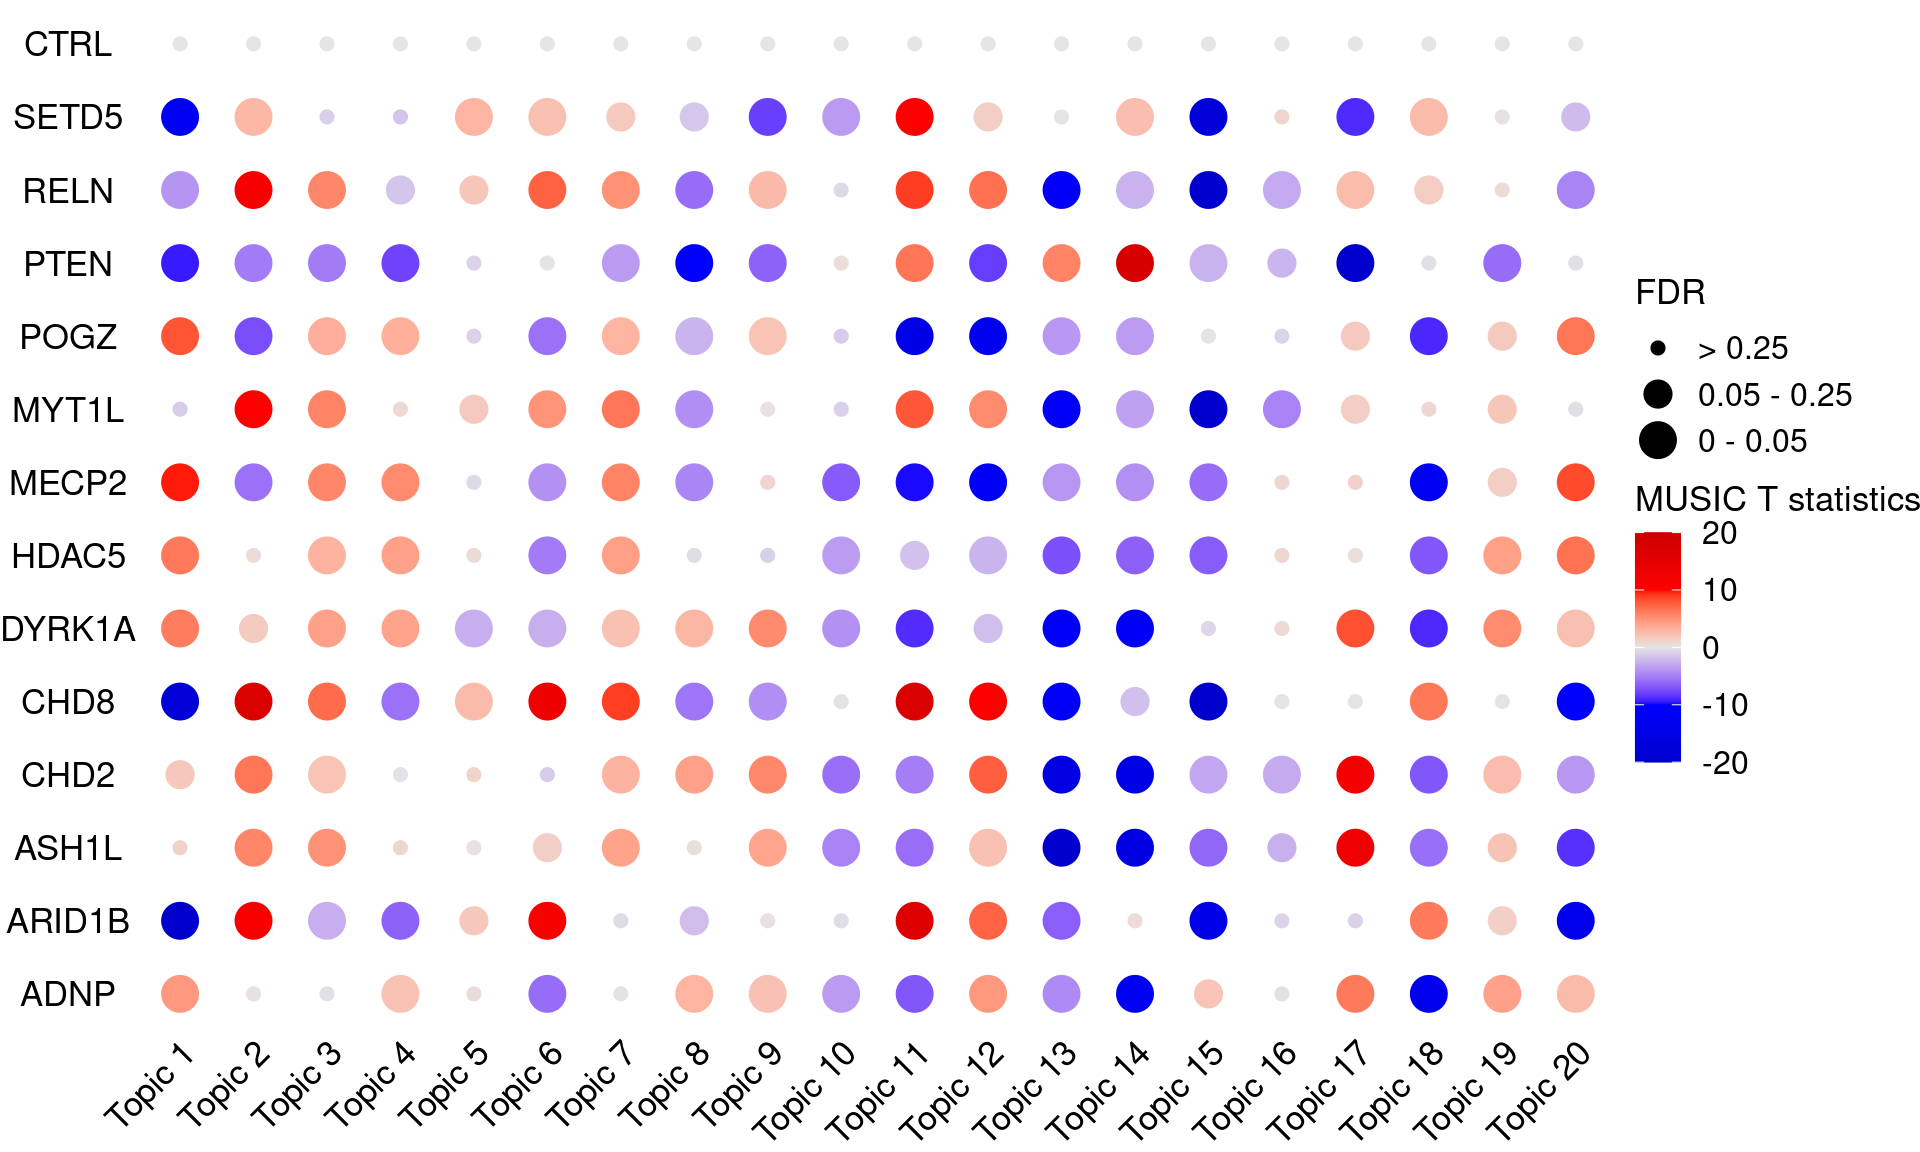 CTRL
SETD5
RELN
PTEN
POGZ
MYT1L
MECP2
HDAC5
DYRK1A
CHD8
CHD2
ASH1L
ARID1B
ADNP
Topic 1
Topic 2
Topic 3
Topic 4
Topic 5
Topic 6
Topic 7
Topic 8
Topic 9
Topic 10
Topic 11
Topic 12
Topic 13
Topic 14
Topic 15
Topic 16
Topic 17
Topic 18
Topic 19
Topic 20
FDR
> 0.25
0.05 - 0.25
0 - 0.05
MUSIC T statistics
20
10
0
-10
-20